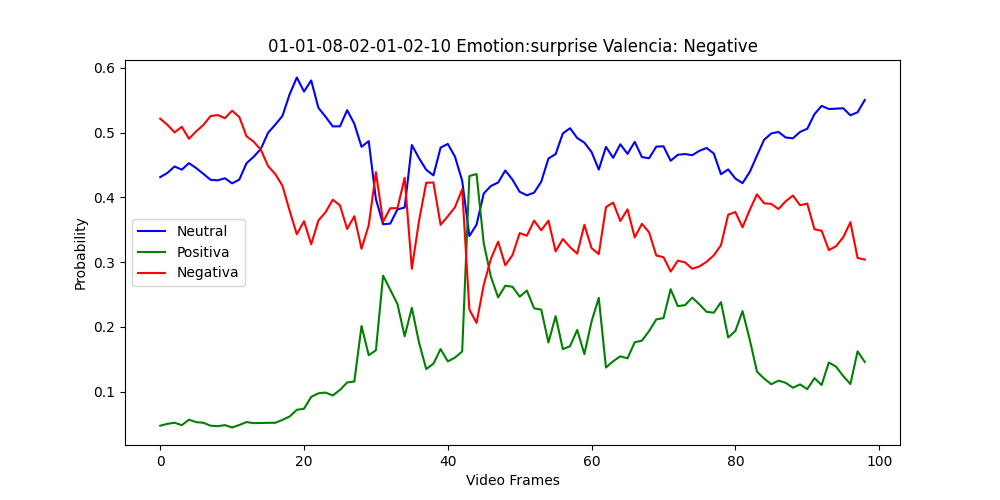 01-01-08-02-01-02-10 Emotion:surprise Valencia: Negative
Probability
0.6
0.5
0.4
0.3
0.2
0.1
Neutral
Positiva
Negativa
0 20 40 60 80 100
Video Frames